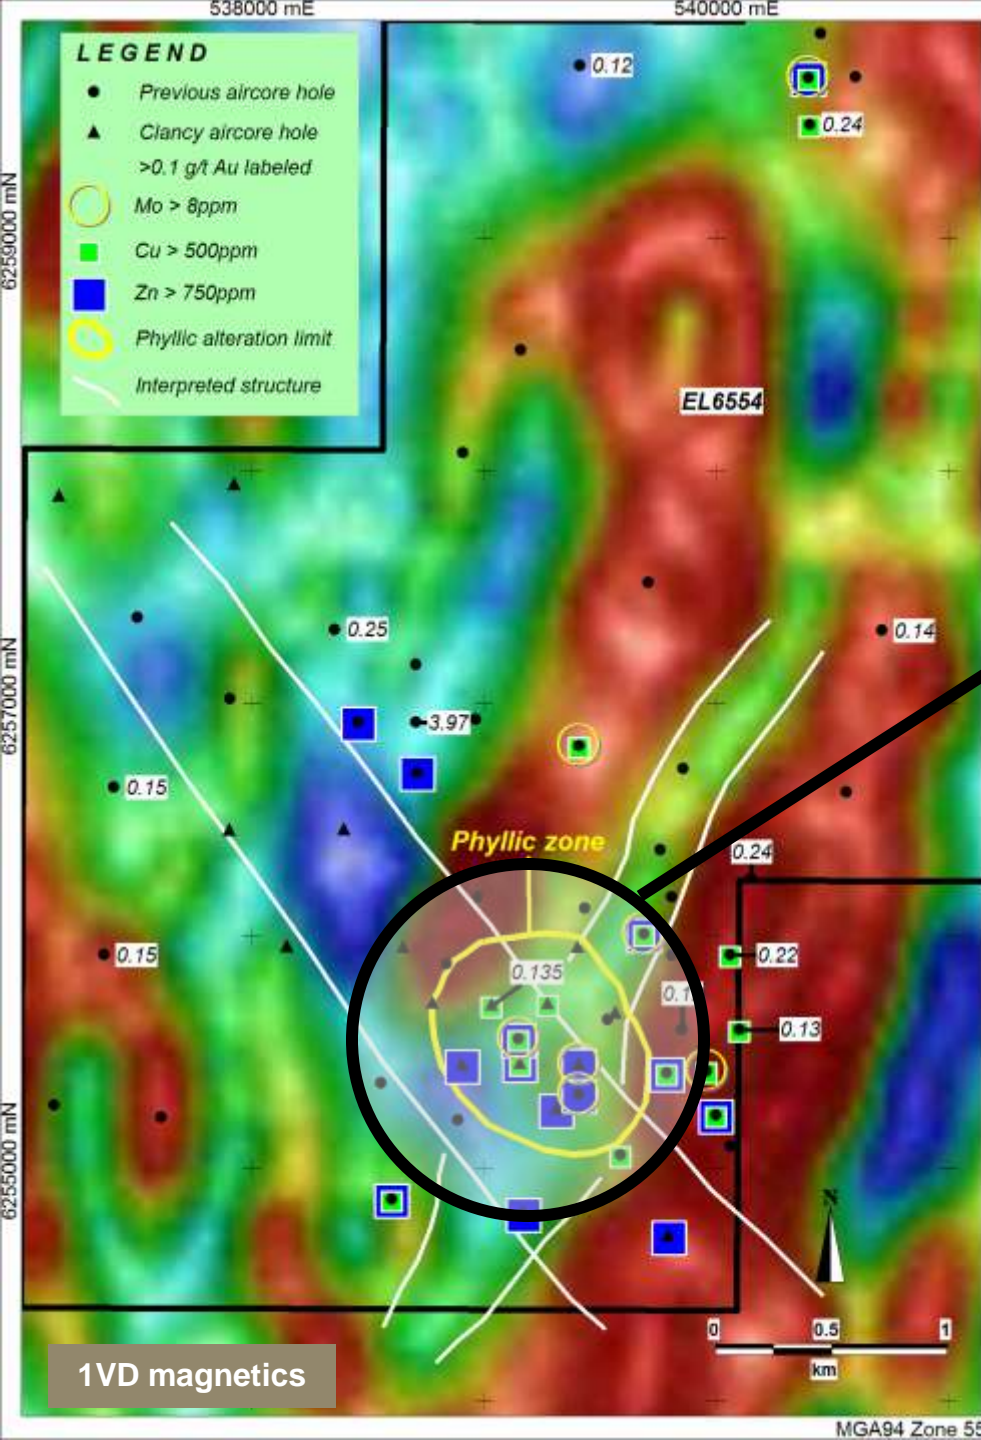 538000 mE
540000 mE
LEGEND
Previous aircore hole
Clancy aircore hole
>0.1 g/t Au labeled
Mo > 8ppm
Cu > 500ppm
Zn > 750ppm
Phyllic alteration limit
Interpreted structure
0.12
0.24
6259000 mN
EL6554
0.25
0.14
6257000 mN
3.97
0.15
Phyllic zone
0.24
0.15
0.22
0.135
0.1
0.13
6255000 mN
N
0
0.5
1
km
1VD magnetics
MGA94 Zone 55